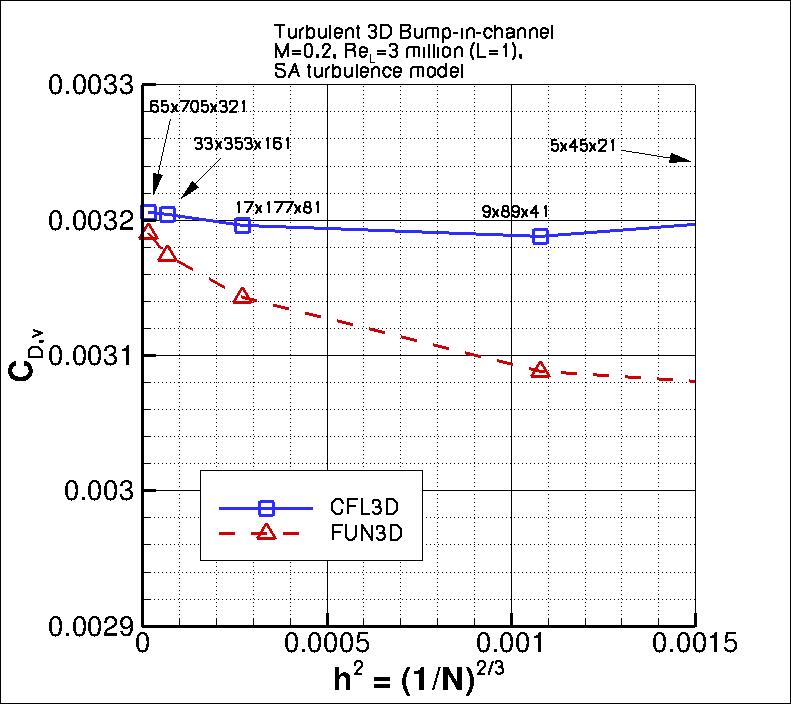 Turbulent 3D Bump-in-channel
M=0.2, Re_L=3 million (L=1),
SA turbulence model
0.0033
65x705x321
33x353x161
5x45x21
0.0032
17x177x81
9x89x41
0.0031
C_D,v
0.003
CFL3D
FUN3D
0.0029
0
0.0005
0.001
0.0015
h² = (1/N)^2/3